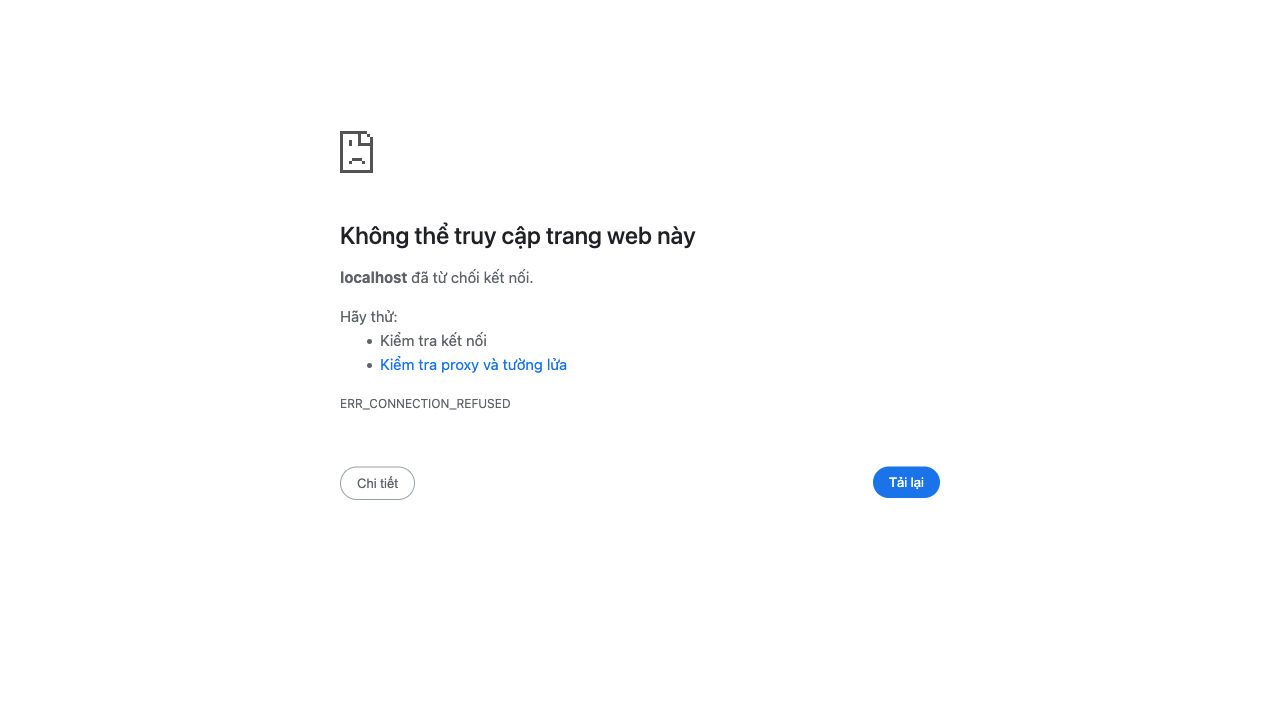 Không thể truy cập trang web này
localhost đã từ chối kết nối.
Hãy thử:
Kiểm tra kết nối
Kiểm tra proxy và tường lửa
ERR_CONNECTION_REFUSED
Chi tiết
Tải lại